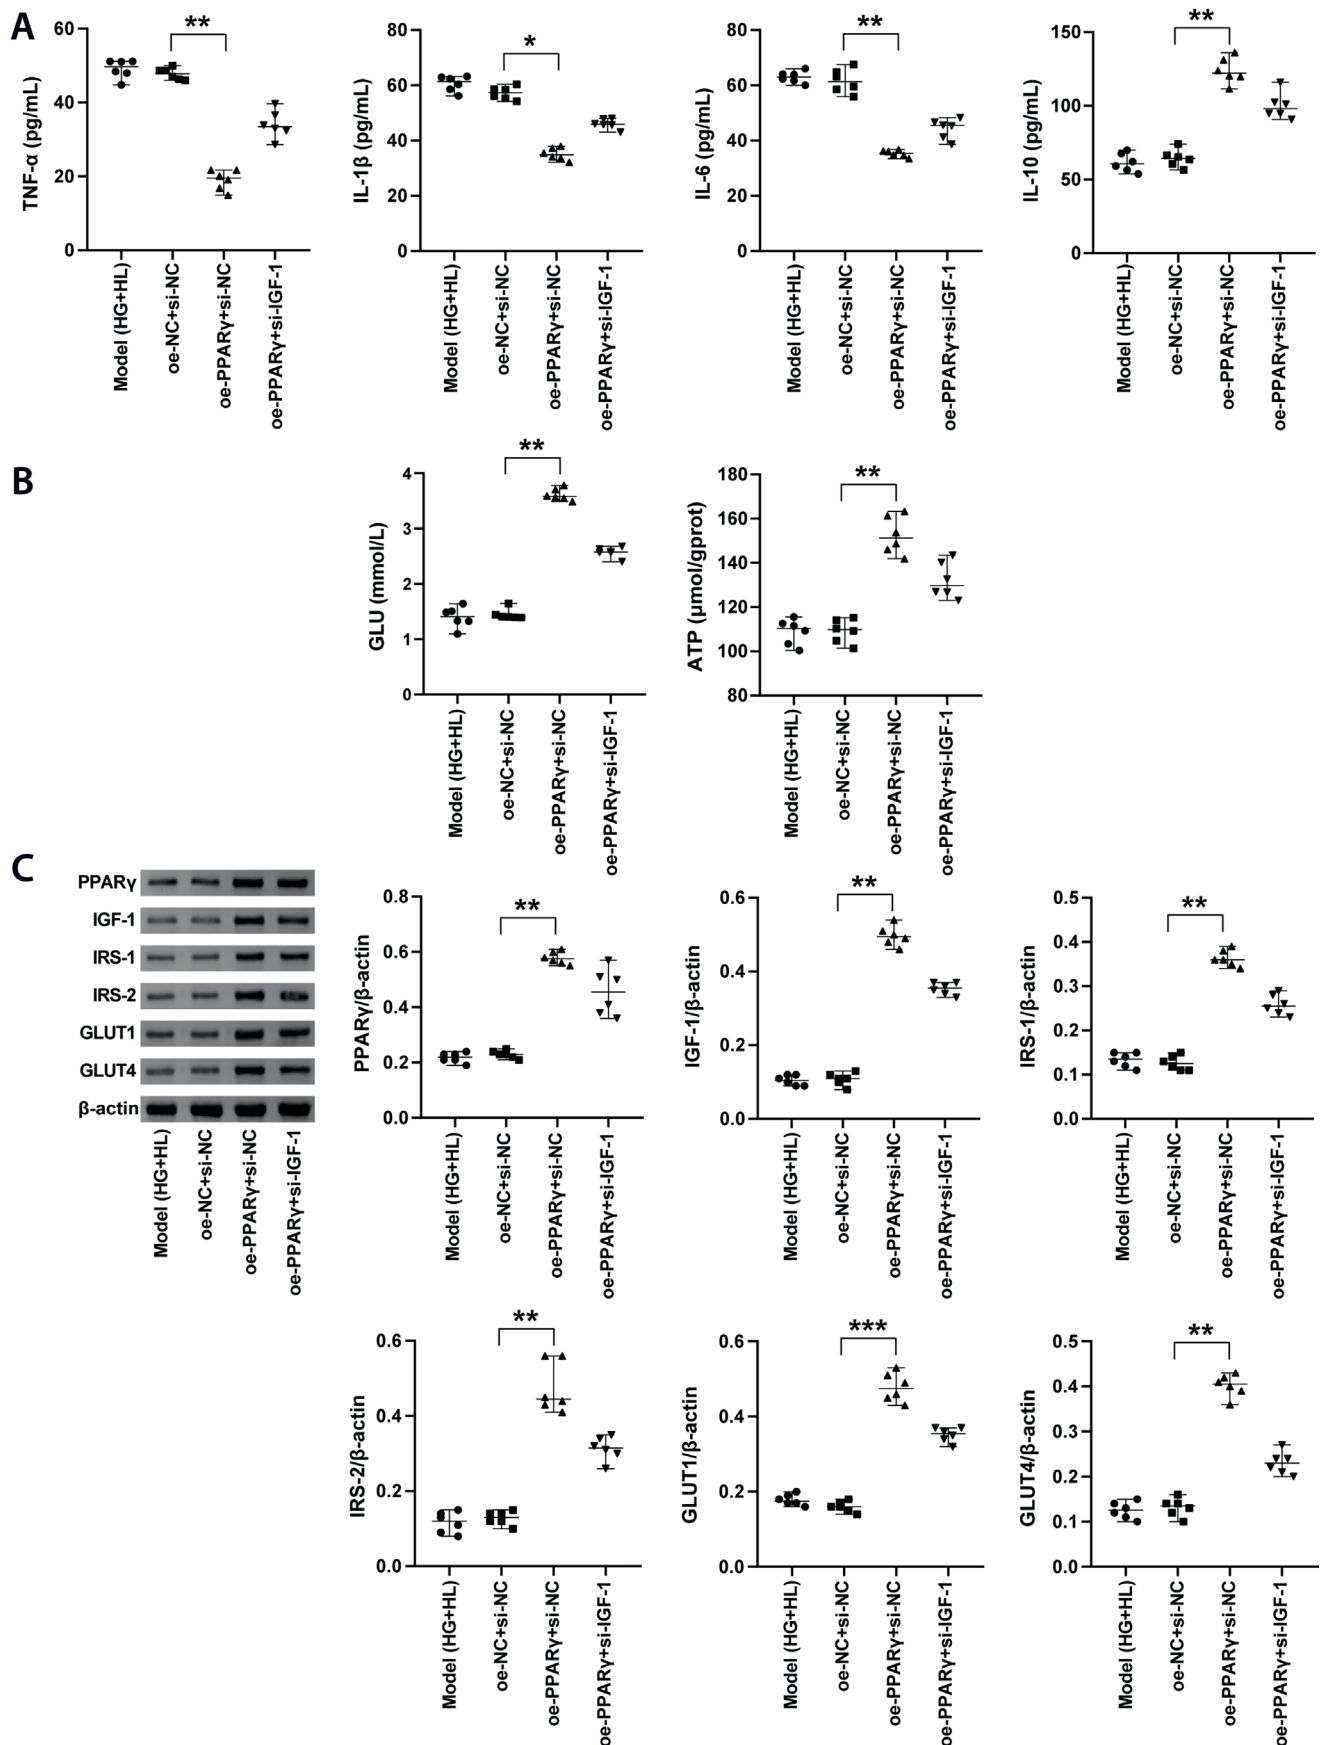 A
**
TNF-α (pg/mL)
60
40
20
0
Model (HG+HL)
oe-NC+si-NC
oe-PPARγ+si-NC
oe-PPARγ+si-IGF-1
*
IL-1β (pg/mL)
80
60
40
20
0
Model (HG+HL)
oe-NC+si-NC
oe-PPARγ+si-NC
oe-PPARγ+si-IGF-1
**
IL-6 (pg/mL)
80
60
40
20
0
Model (HG+HL)
oe-NC+si-NC
oe-PPARγ+si-NC
oe-PPARγ+si-IGF-1
**
IL-10 (pg/mL)
150
100
50
0
Model (HG+HL)
oe-NC+si-NC
oe-PPARγ+si-NC
oe-PPARγ+si-IGF-1
B
**
GLU (mmol/L)
4
3
2
1
0
Model (HG+HL)
oe-NC+si-NC
oe-PPARγ+si-NC
oe-PPARγ+si-IGF-1
**
ATP (μmol/gprot)
180
160
140
120
100
80
Model (HG+HL)
oe-NC+si-NC
oe-PPARγ+si-NC
oe-PPARγ+si-IGF-1
C
PPARγ
IGF-1
IRS-1
IRS-2
GLUT1
GLUT4
β-actin
Model (HG+HL)
oe-NC+si-NC
oe-PPARγ+si-NC
oe-PPARγ+si-IGF-1
**
PPARγ/β-actin
0.8
0.6
0.4
0.2
0.0
Model (HG+HL)
oe-NC+si-NC
oe-PPARγ+si-NC
oe-PPARγ+si-IGF-1
**
IGF-1/β-actin
0.6
0.4
0.2
0.0
Model (HG+HL)
oe-NC+si-NC
oe-PPARγ+si-NC
oe-PPARγ+si-IGF-1
**
IRS-1/β-actin
0.5
0.4
0.3
0.2
0.1
0.0
Model (HG+HL)
oe-NC+si-NC
oe-PPARγ+si-NC
oe-PPARγ+si-IGF-1
**
IRS-2/β-actin
0.6
0.4
0.2
0.0
Model (HG+HL)
oe-NC+si-NC
oe-PPARγ+si-NC
oe-PPARγ+si-IGF-1
***
GLUT1/β-actin
0.6
0.4
0.2
0.0
Model (HG+HL)
oe-NC+si-NC
oe-PPARγ+si-NC
oe-PPARγ+si-IGF-1
**
GLUT4/β-actin
0.5
0.4
0.3
0.2
0.1
0.0
Model (HG+HL)
oe-NC+si-NC
oe-PPARγ+si-NC
oe-PPARγ+si-IGF-1